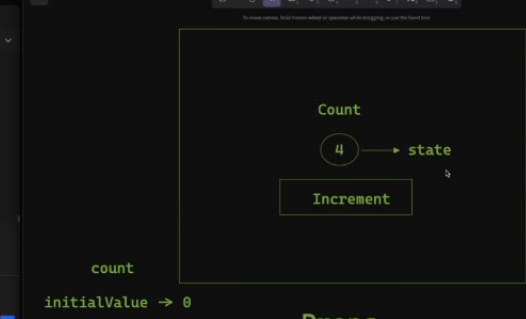 To move canvas, hold mouse wheel or spacebar while dragging, or use the hand tool
Count
4 → state
Increment
count
initialValue → 0